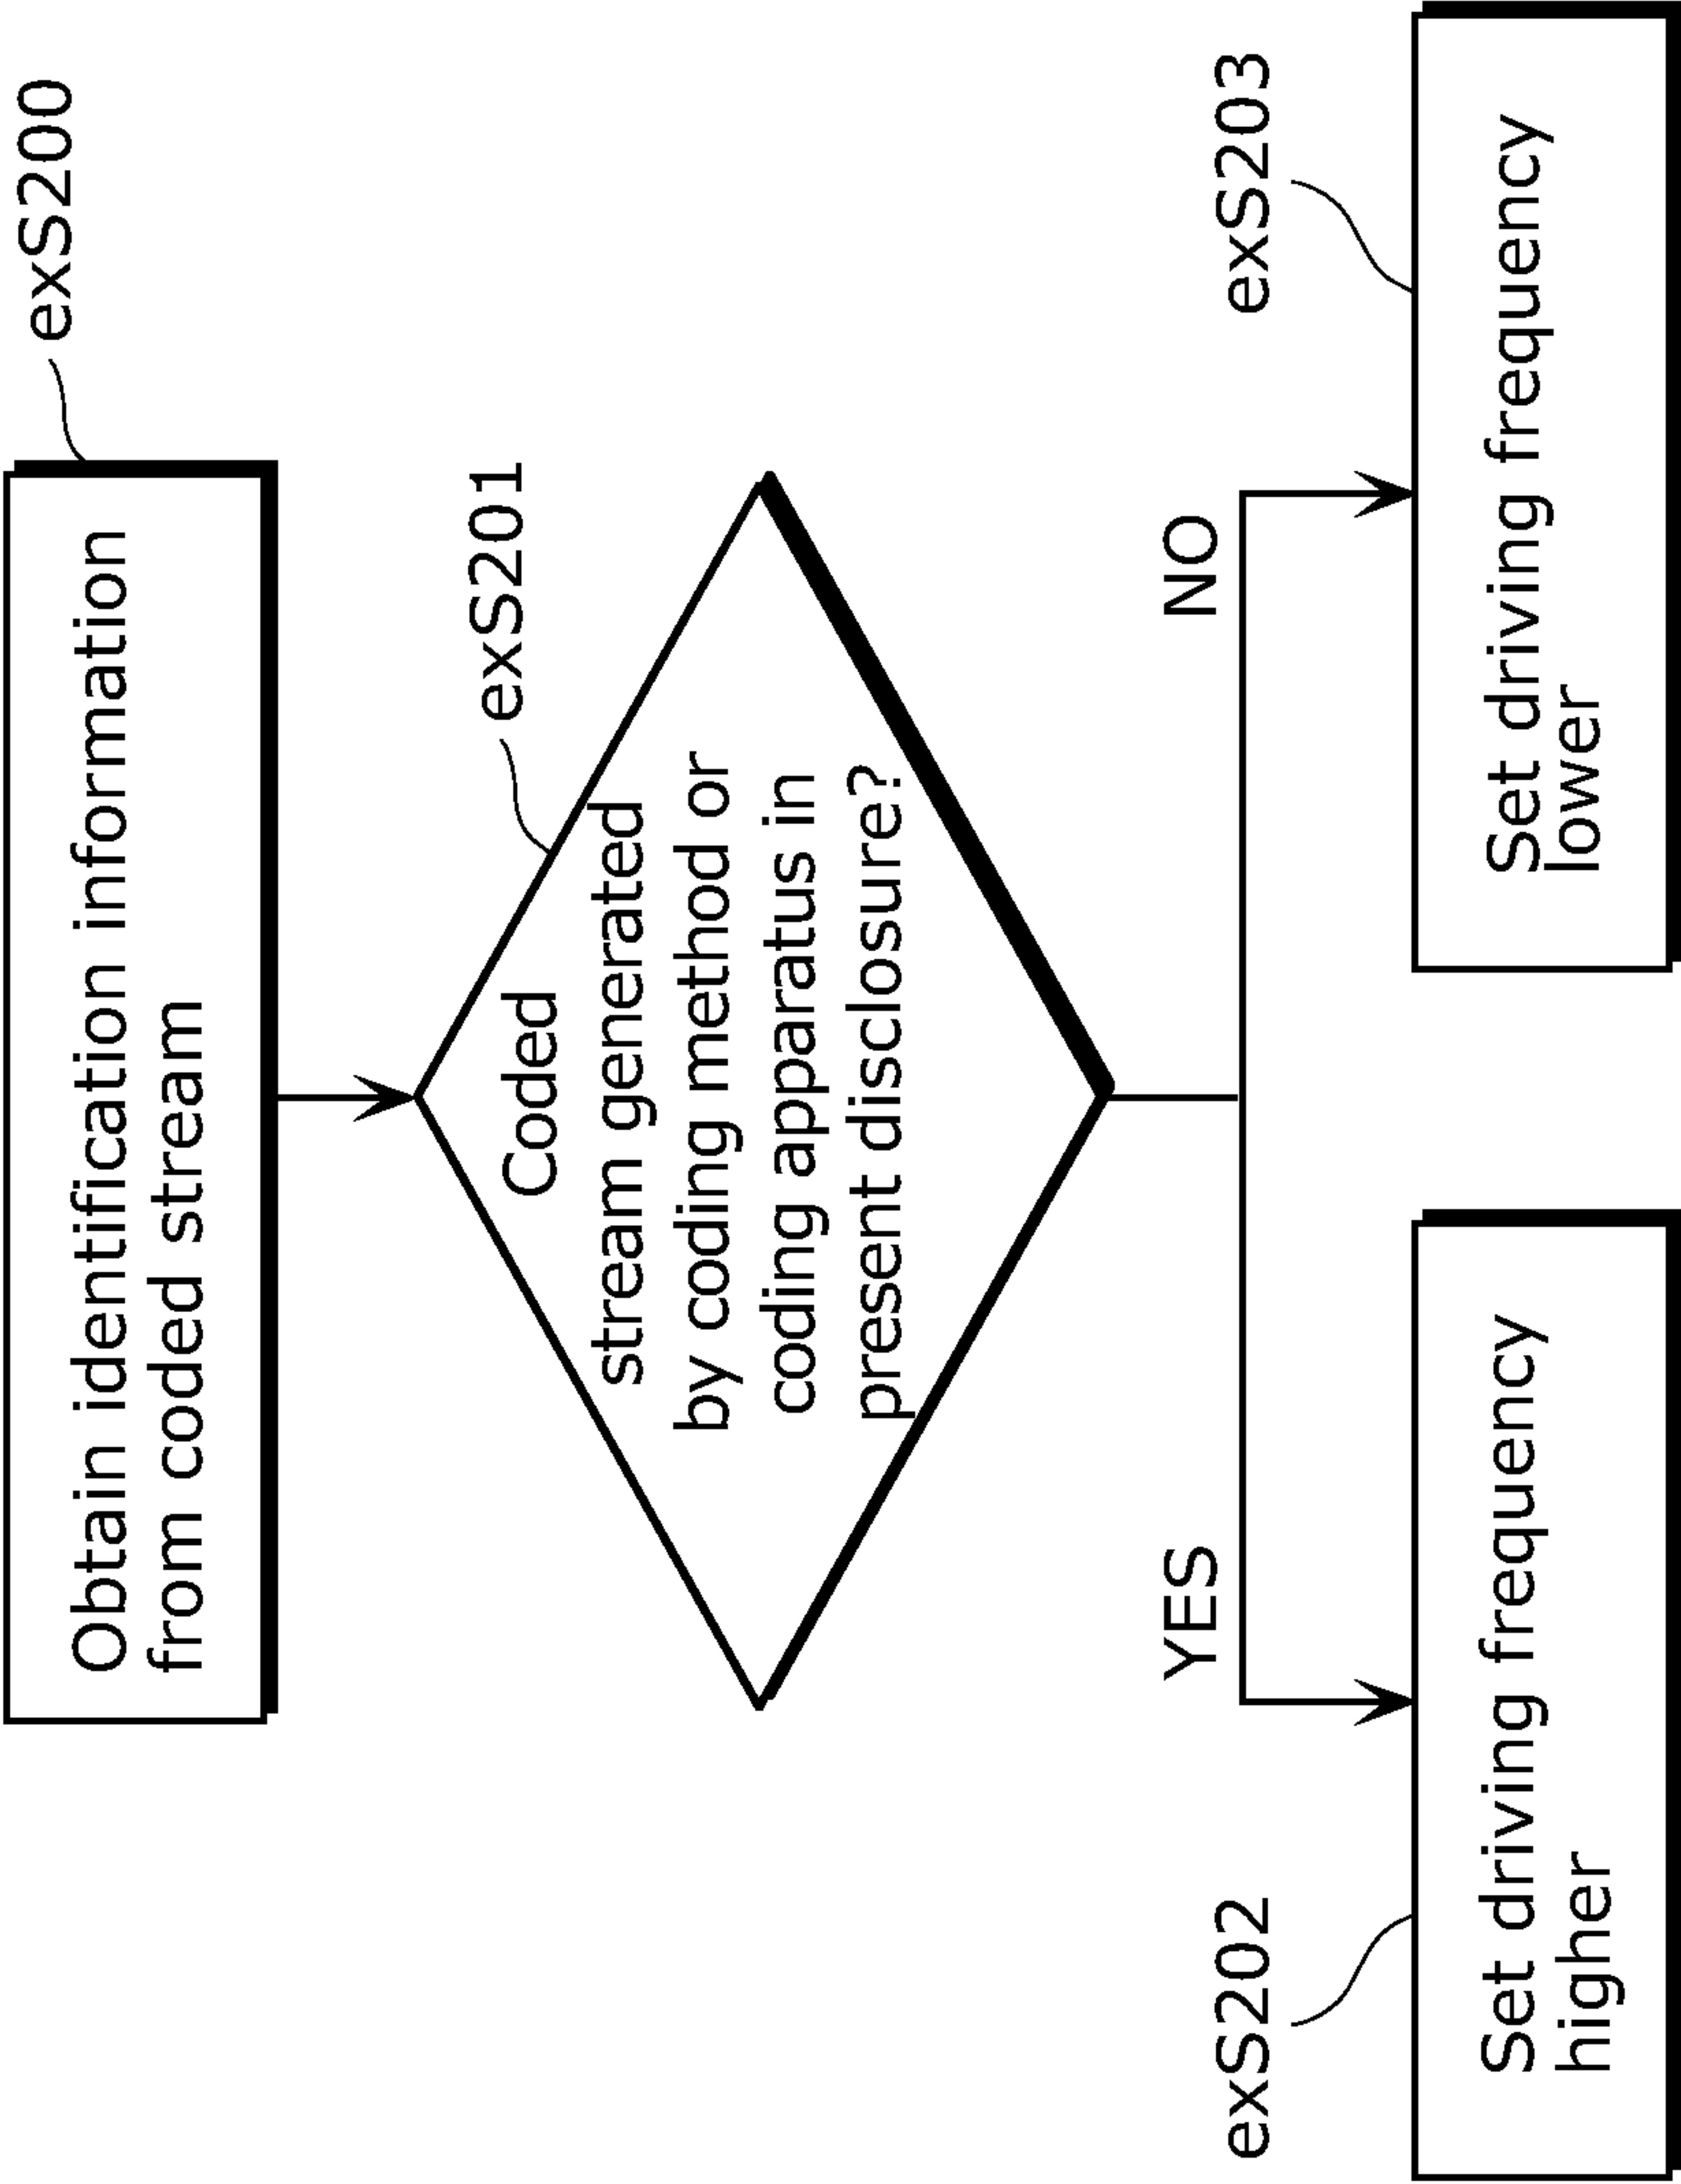 exS200
Obtain identification information
from coded stream
exS201
Coded
stream generated
by coding method or
coding apparatus in
present disclosure?
YES
NO
exS202
exS203
Set driving frequency
higher
Set driving frequency
lower